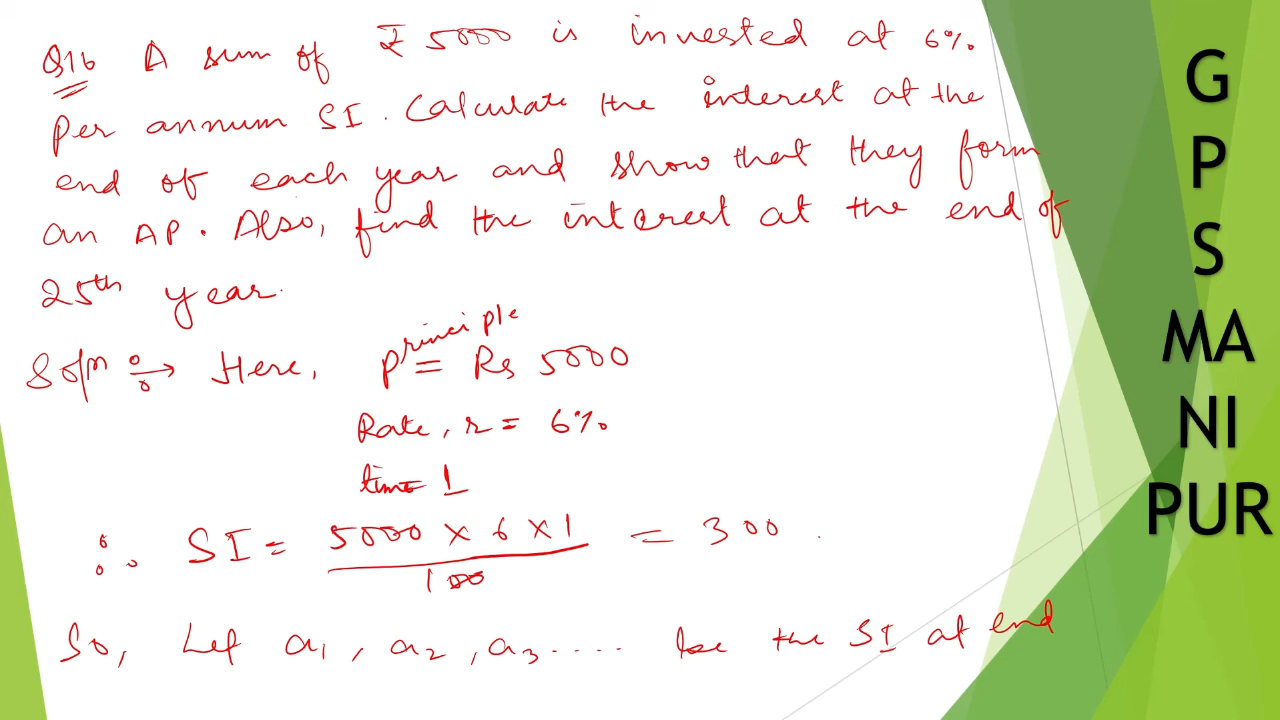 Q16 A sum of ₹ 5000 is invested at 6%
per annum SI. Calculate the interest at the
end of each year and show that they form
an AP. Also, find the interest at the end of
25th year.
Soln :→ Here, principle = Rs 5000
Rate, r = 6%
time 1
∴ SI = 5000 × 6 × 1 / 100 = 300.
So, Let a1, a2, a3..... be the SI at end
G
P
S
MA
NI
PUR